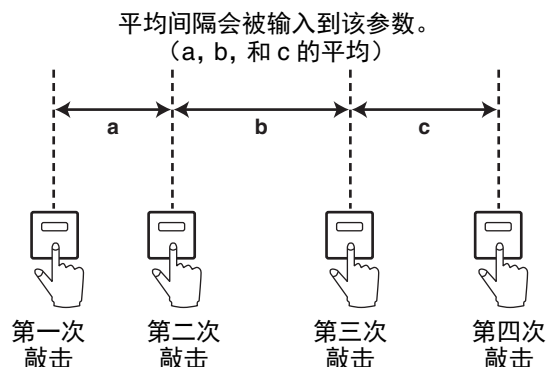 平均间隔会被输入到该参数。
（a, b, 和 c 的平均）
a b c
第一次 第二次 第三次 第四次
敲击 敲击 敲击 敲击